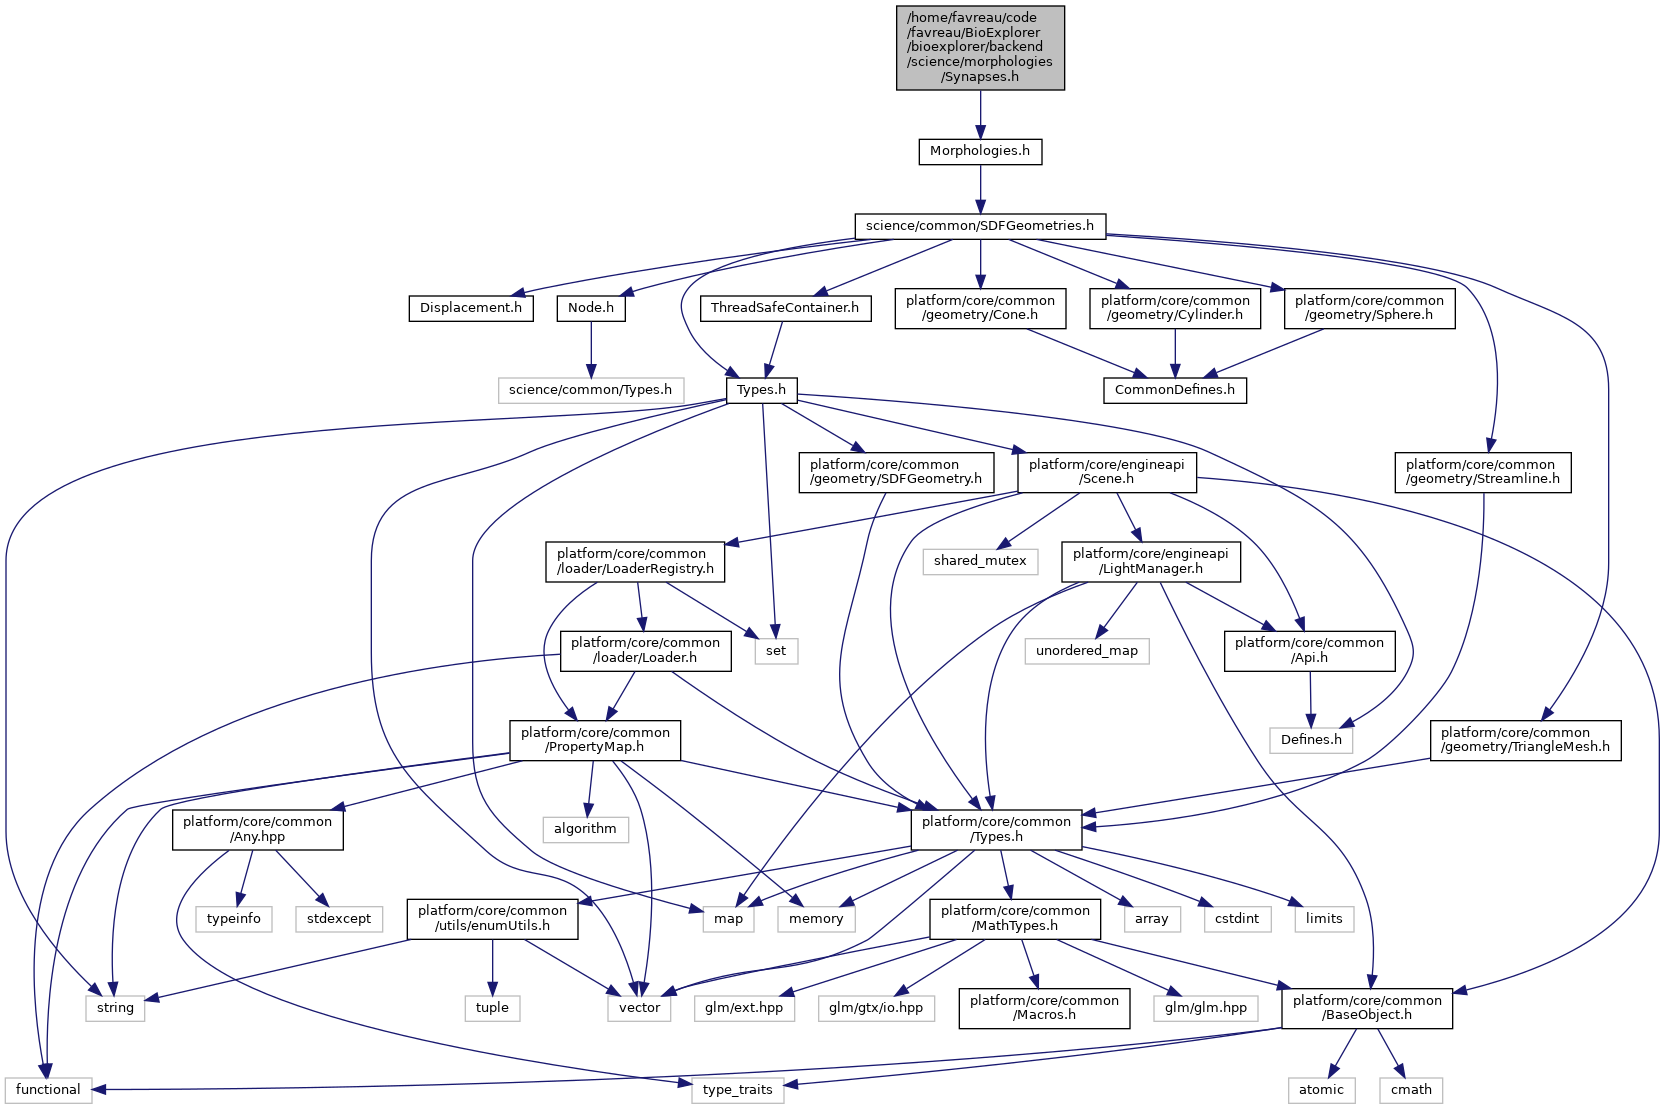 /home/favreau/code
/favreau/BioExplorer
/bioexplorer/backend
/science/morphologies
/Synapses.h
Morphologies.h
science/common/SDFGeometries.h
Displacement.h
Node.h
ThreadSafeContainer.h
platform/core/common
/geometry/Cone.h
platform/core/common
/geometry/Cylinder.h
platform/core/common
/geometry/Sphere.h
science/common/Types.h
Types.h
CommonDefines.h
platform/core/common
/geometry/SDFGeometry.h
platform/core/engineapi
/Scene.h
platform/core/common
/geometry/Streamline.h
platform/core/common
/loader/LoaderRegistry.h
shared_mutex
platform/core/engineapi
/LightManager.h
platform/core/common
/loader/Loader.h
set
unordered_map
platform/core/common
/Api.h
platform/core/common
/PropertyMap.h
Defines.h
platform/core/common
/geometry/TriangleMesh.h
platform/core/common
/Any.hpp
algorithm
platform/core/common
/Types.h
typeinfo
stdexcept
platform/core/common
/utils/enumUtils.h
map
memory
platform/core/common
/MathTypes.h
array
cstdint
limits
string
tuple
vector
glm/ext.hpp
glm/gtx/io.hpp
platform/core/common
/Macros.h
glm/glm.hpp
platform/core/common
/BaseObject.h
functional
type_traits
atomic
cmath